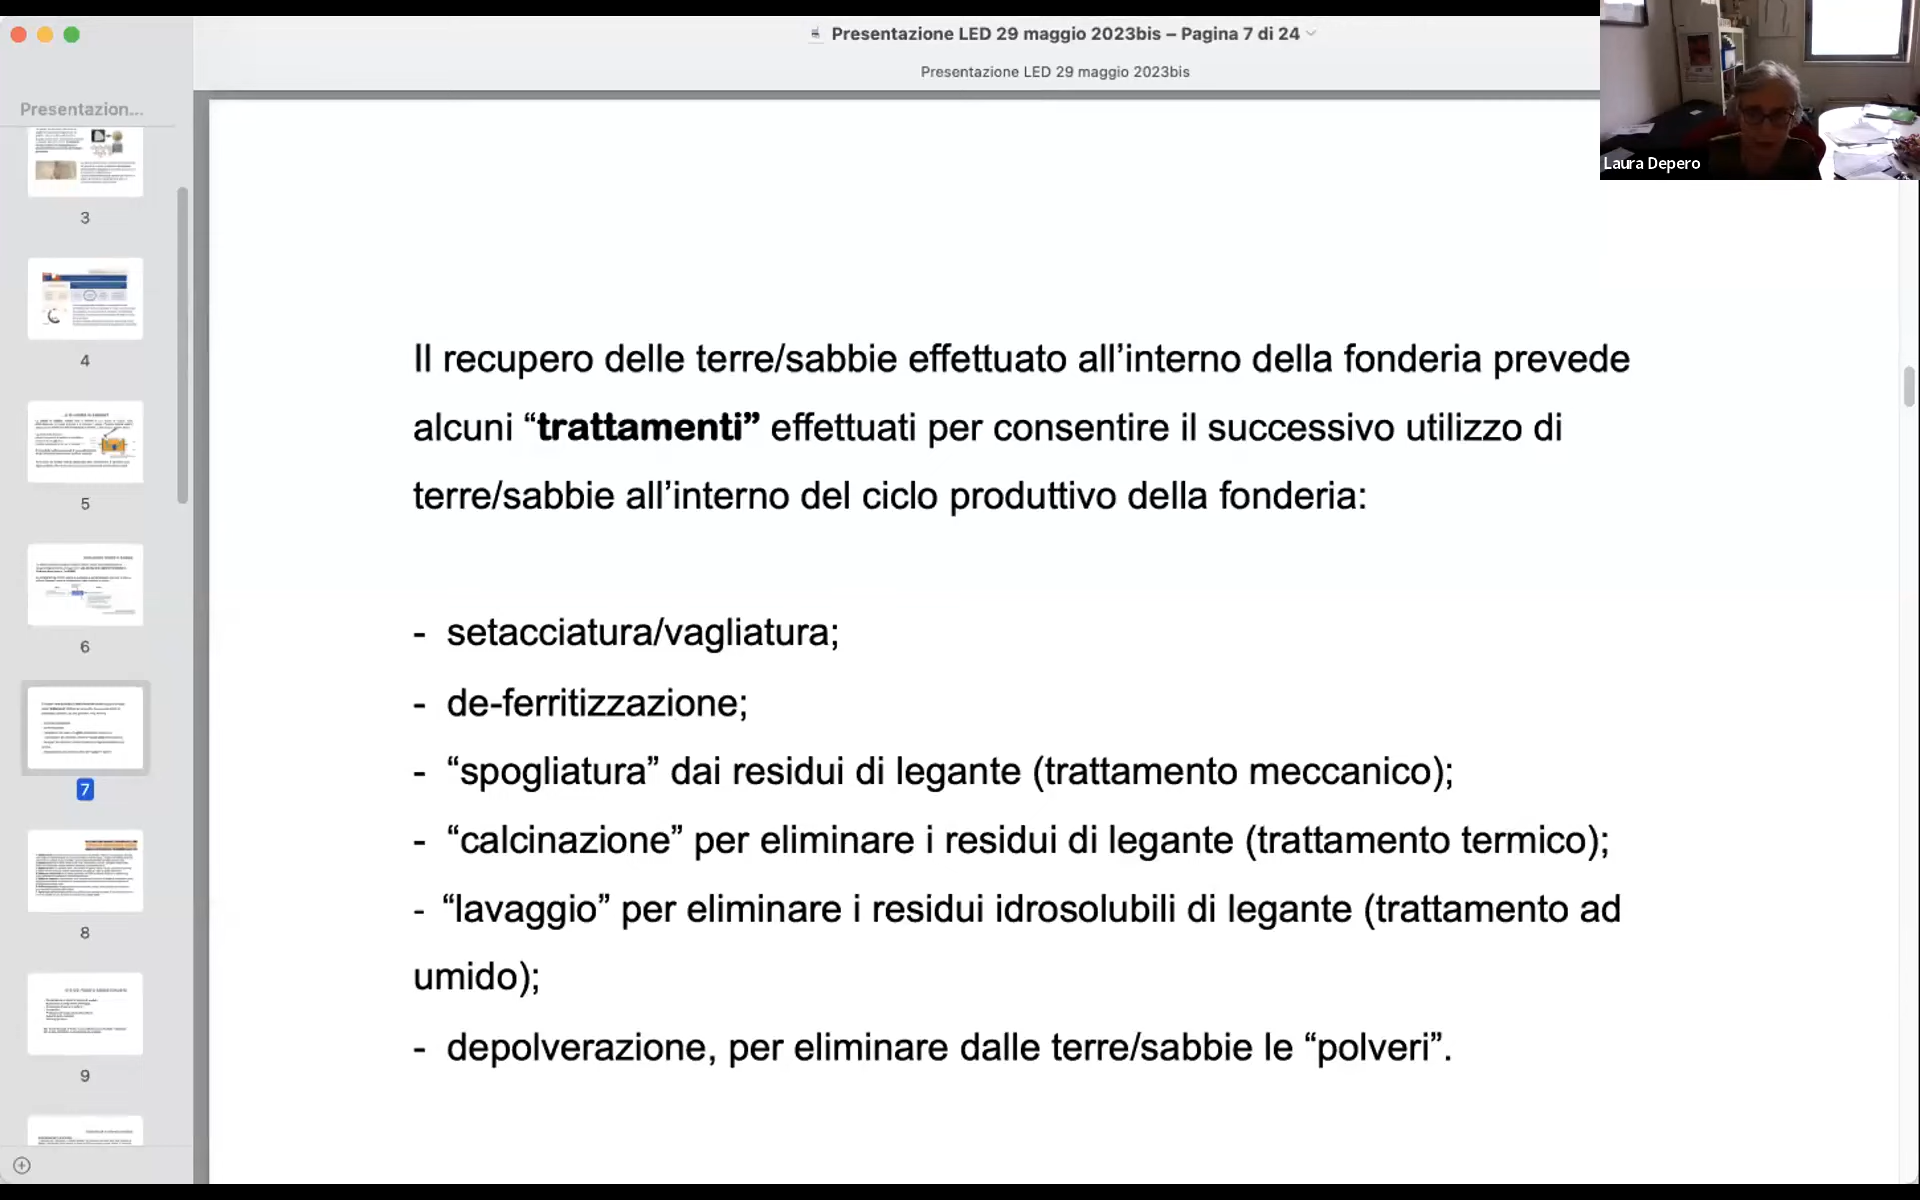 Presentazione LED 29 maggio 2023bis – Pagina 7 di 24
Presentazione LED 29 maggio 2023bis
Presentazion...
Laura Depero
3
4
5
6
7
8
9
Il recupero delle terre/sabbie effettuato all’interno della fonderia prevede
alcuni “trattamenti” effettuati per consentire il successivo utilizzo di
terre/sabbie all’interno del ciclo produttivo della fonderia:
- setacciatura/vagliatura;
- de-ferritizzazione;
- “spogliatura” dai residui di legante (trattamento meccanico);
- “calcinazione” per eliminare i residui di legante (trattamento termico);
- “lavaggio” per eliminare i residui idrosolubili di legante (trattamento ad
umido);
- depolverazione, per eliminare dalle terre/sabbie le “polveri”.